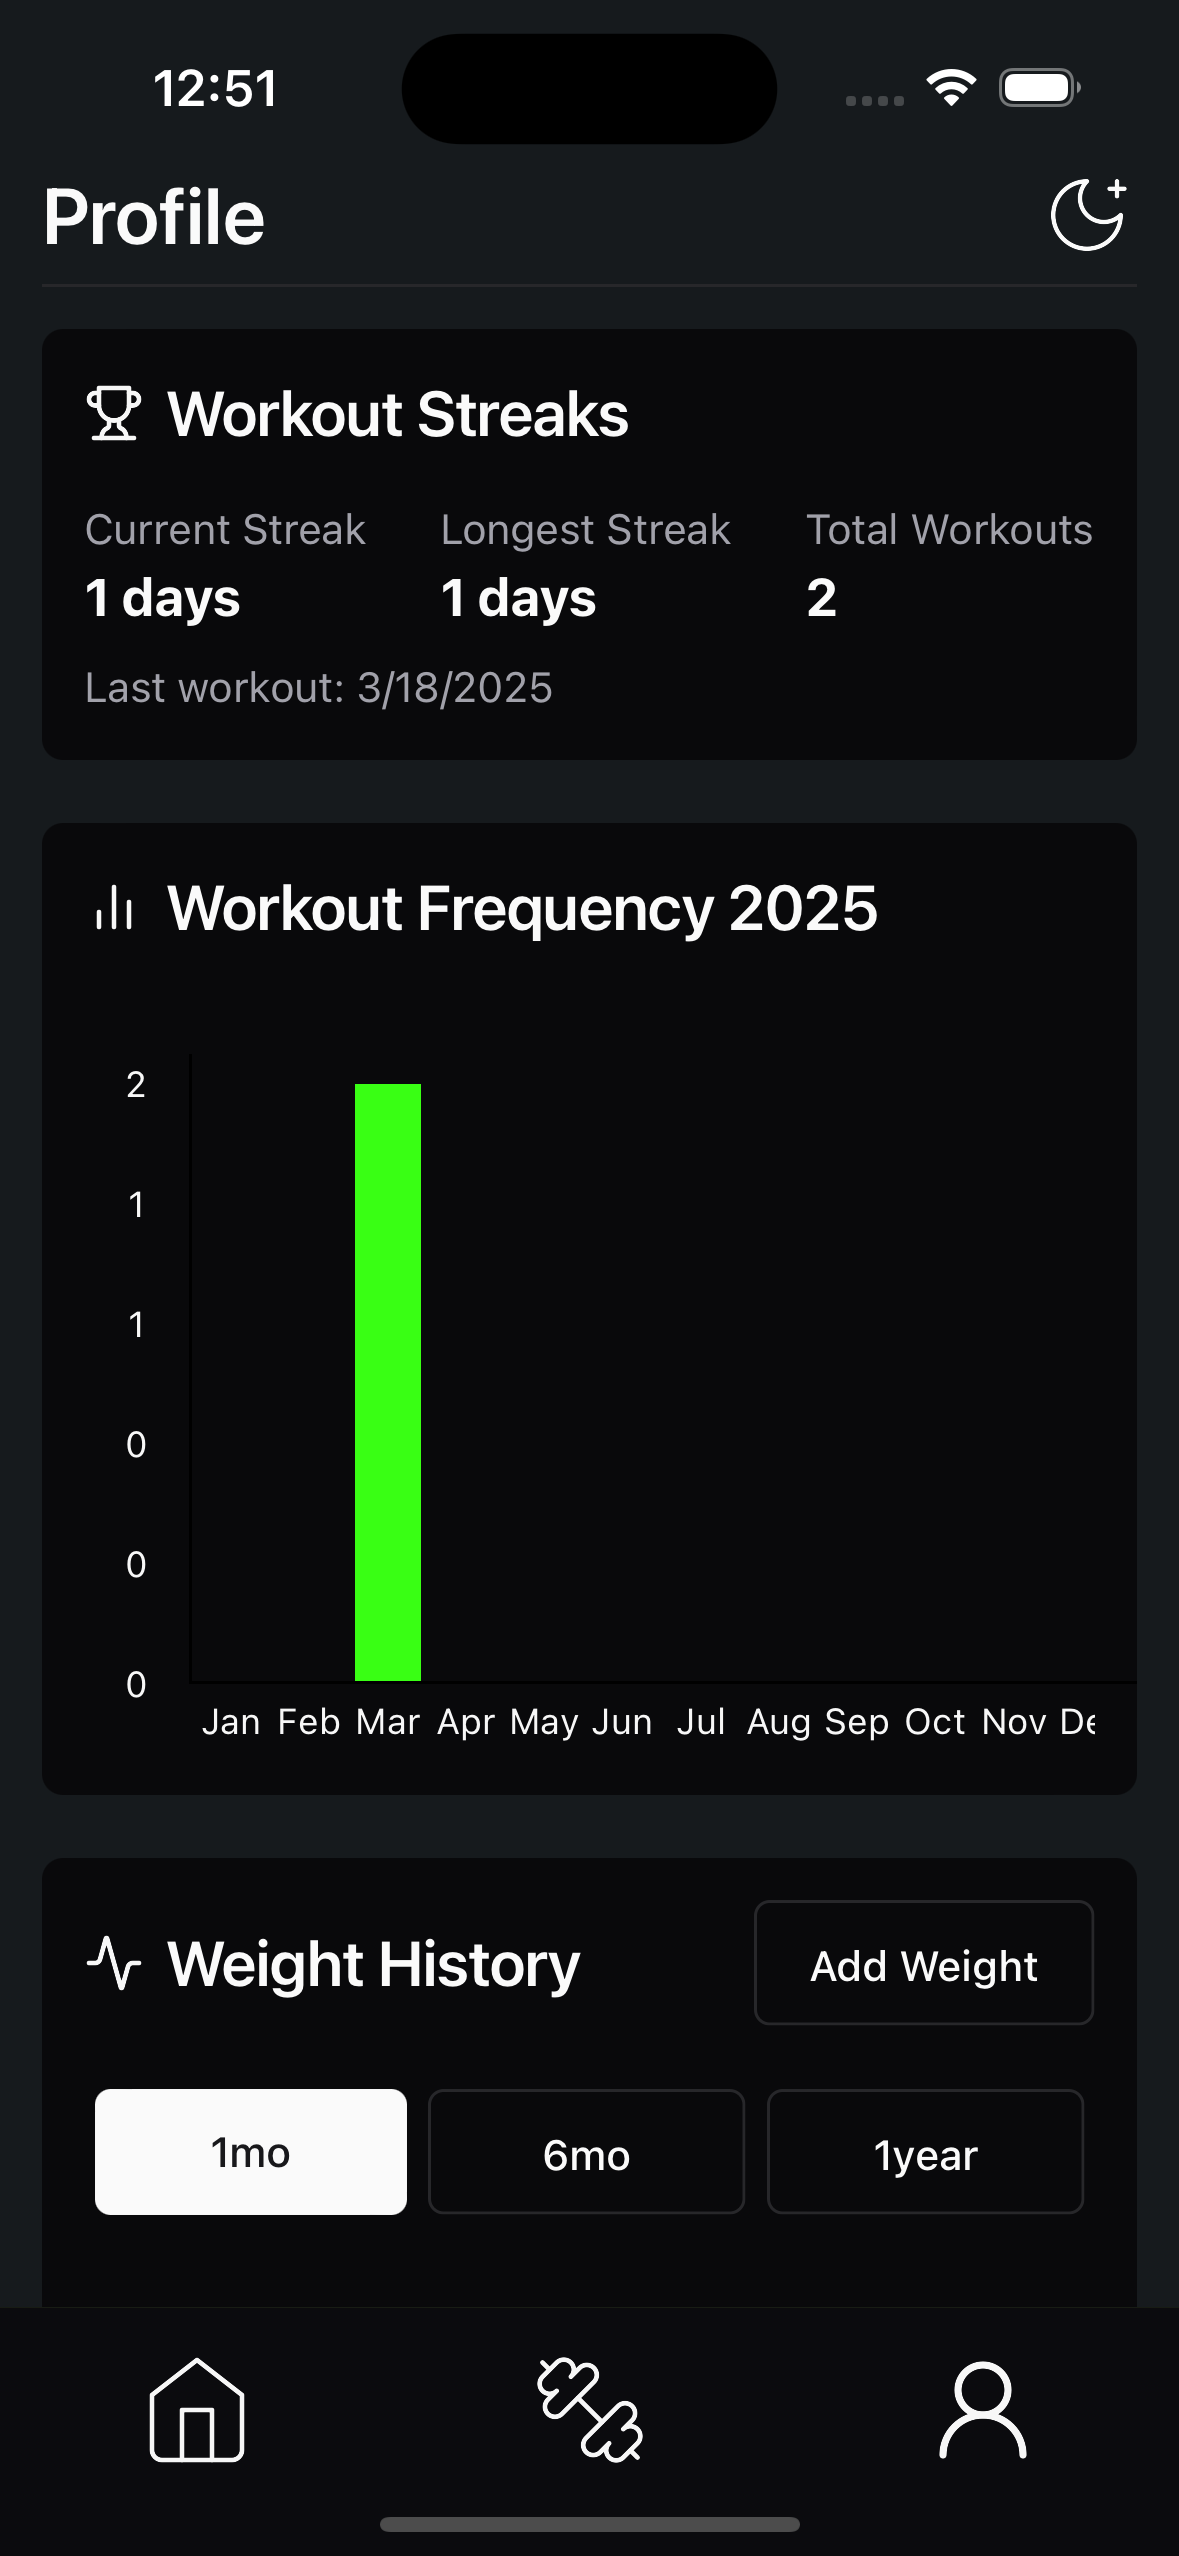 12:51
Profile
Workout Streaks
Current Streak Longest Streak Total Workouts
1 days 1 days 2
Last workout: 3/18/2025
Workout Frequency 2025
2
1
1
0
0
0
Jan Feb Mar Apr May Jun Jul Aug Sep Oct Nov De
Weight History Add Weight
1mo 6mo 1year